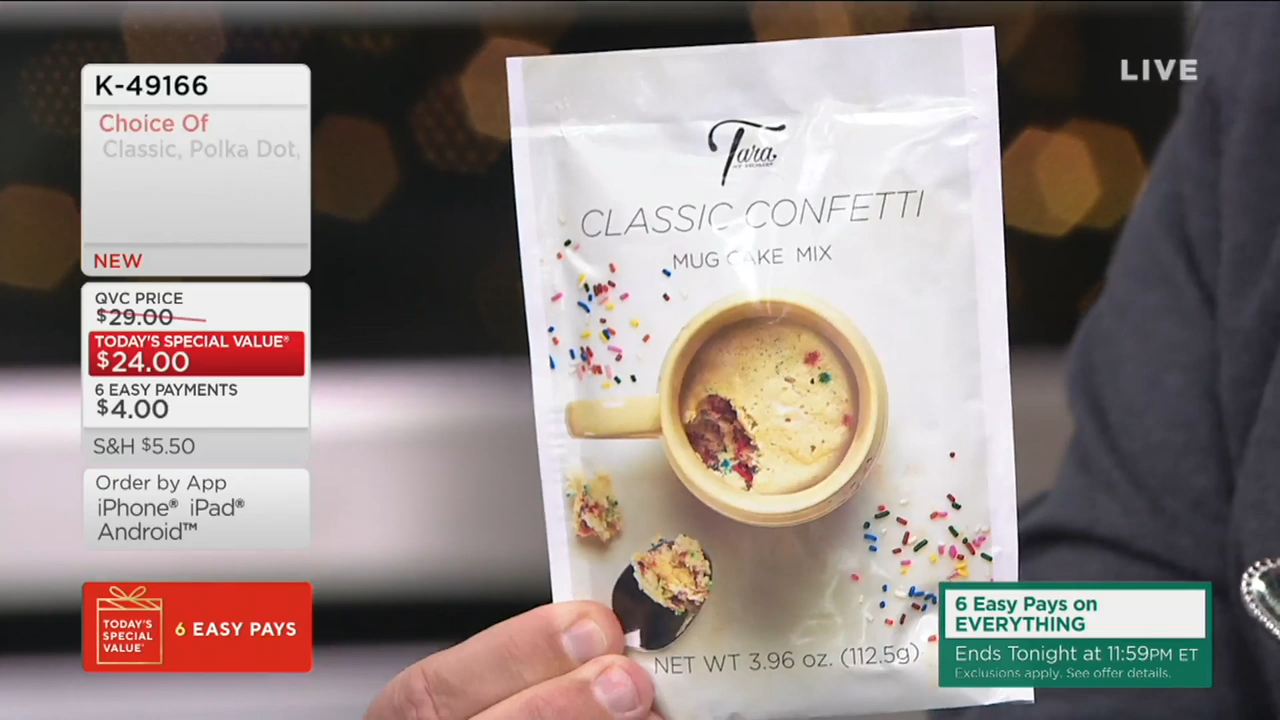 K-49166
Choice Of
Classic, Polka Dot,
NEW
QVC PRICE
$29.00
TODAY'S SPECIAL VALUE®
$24.00
6 EASY PAYMENTS
$4.00
S&H $5.50
Order by App
iPhone® iPad®
Android™
TODAY'S
SPECIAL
VALUE®
6 EASY PAYS
LIVE
Tara
CLASSIC CONFETTI
MUG CAKE MIX
NET WT 3.96 oz. (112.5g)
6 Easy Pays on
EVERYTHING
Ends Tonight at 11:59PM ET
Exclusions apply. See offer details.